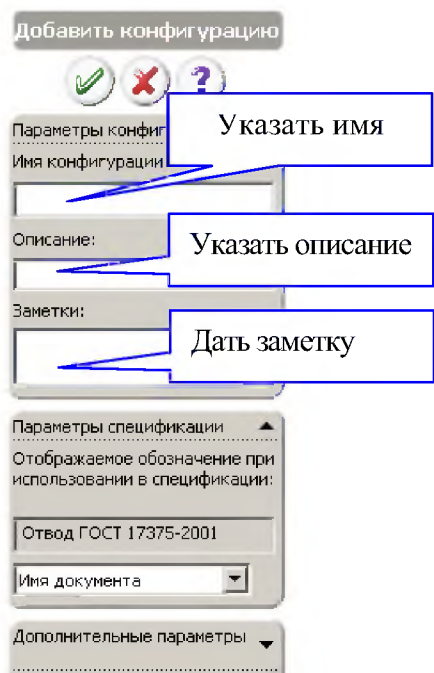 Добавить конфигурацию
?
Параметры конфиг
Указать имя
Имя конфигурации
Описание:
Указать описание
Заметки:
Дать заметку
Параметры спецификации
Отображаемое обозначение при
использовании в спецификации:
Отвод ГОСТ 17375-2001
Имя документа
Дополнительные параметры